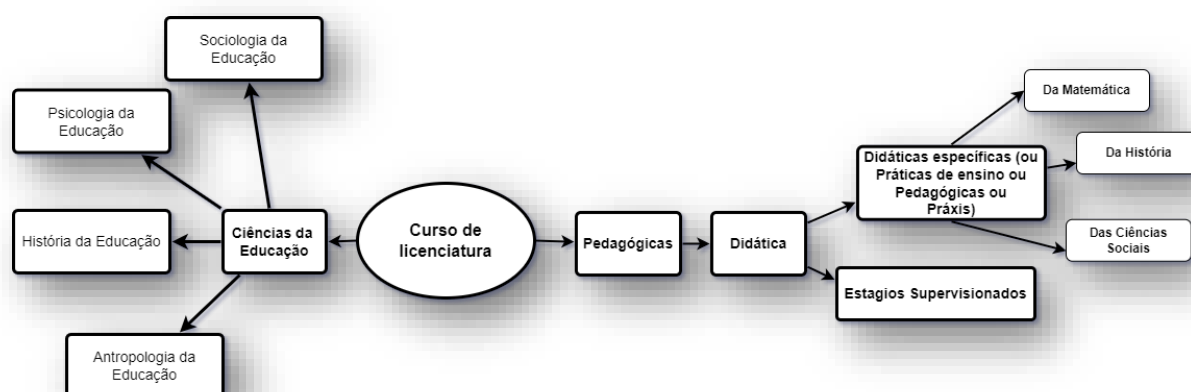 Sociologia da
Educação
Psicologia da
Educação
História da Educação
Antropologia da
Educação
Ciências da
Educação
Curso de
licenciatura
Pedagógicas
Didática
Didáticas específicas (ou
Práticas de ensino ou
Pedagógicas ou
Práxis)
Estagios Supervisionados
Da Matemática
Da História
Das Ciências
Sociais